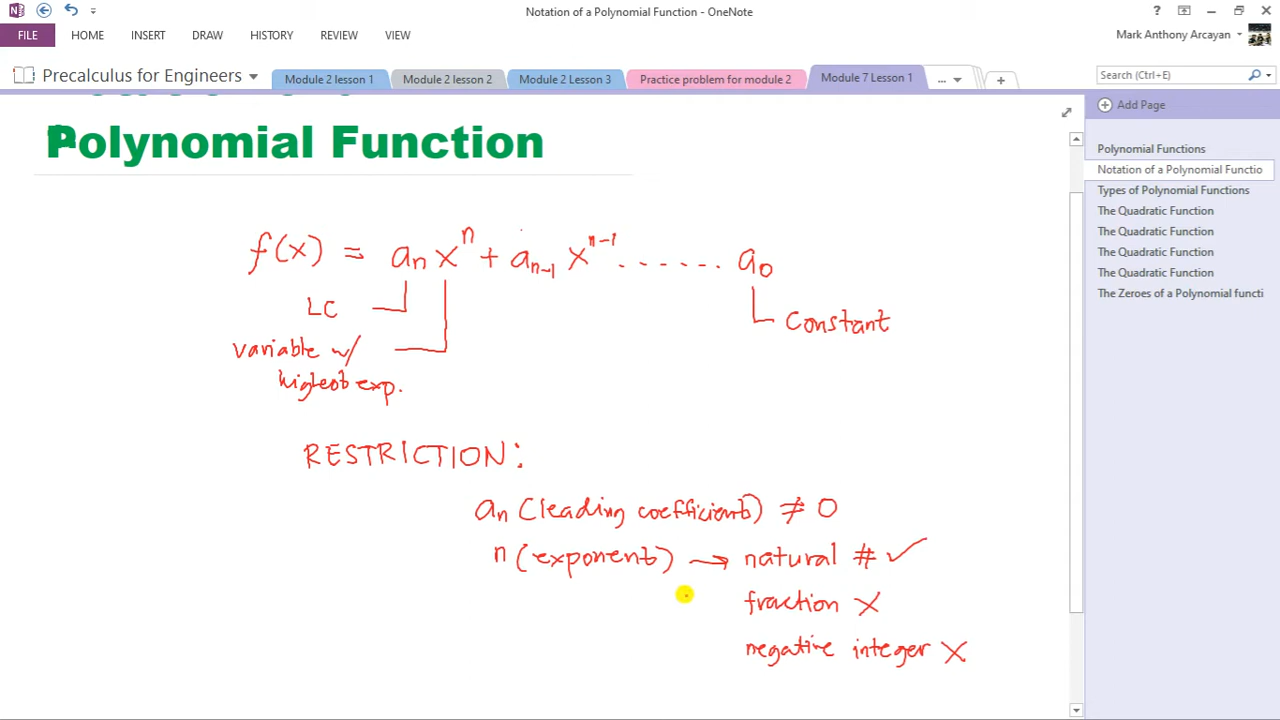 Notation of a Polynomial Function - OneNote
?
FILE HOME INSERT DRAW HISTORY REVIEW VIEW
Mark Anthony Arcayan
Precalculus for Engineers
Module 2 lesson 1
Module 2 lesson 2
Module 2 Lesson 3
Practice problem for module 2
Module 7 Lesson 1
...
Search (Ctrl+E)
Add Page
Polynomial Functions
Notation of a Polynomial Functio
Types of Polynomial Functions
The Quadratic Function
The Quadratic Function
The Quadratic Function
The Quadratic Function
The Zeroes of a Polynomial functi
Polynomial Function
f(x) = aₙ xⁿ + aₙ₋₁ xⁿ⁻¹ ....... a₀
LC
Constant
variable w/
highest exp.
RESTRICTION:
aₙ (leading coefficient) ≠ 0
n (exponent) → natural # ✓
fraction X
negative integer X